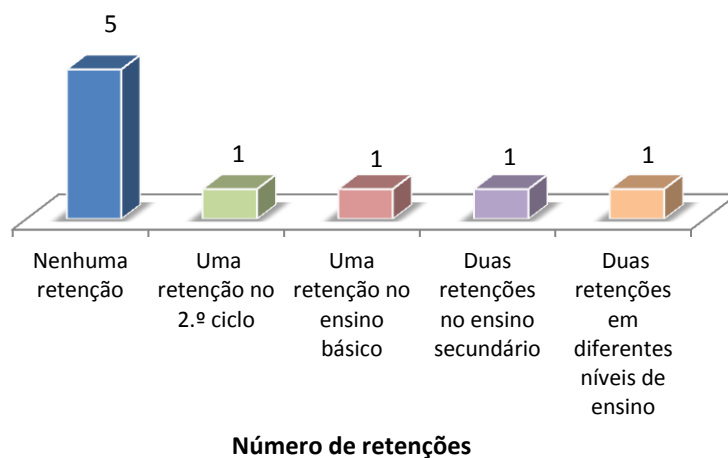 5
1
1
1
1
Nenhuma
retenção
Uma
retenção no
2.º ciclo
Uma
retenção no
ensino
básico
Duas
retenções
no ensino
secundário
Duas
retenções
em
diferentes
níveis de
ensino
Número de retenções